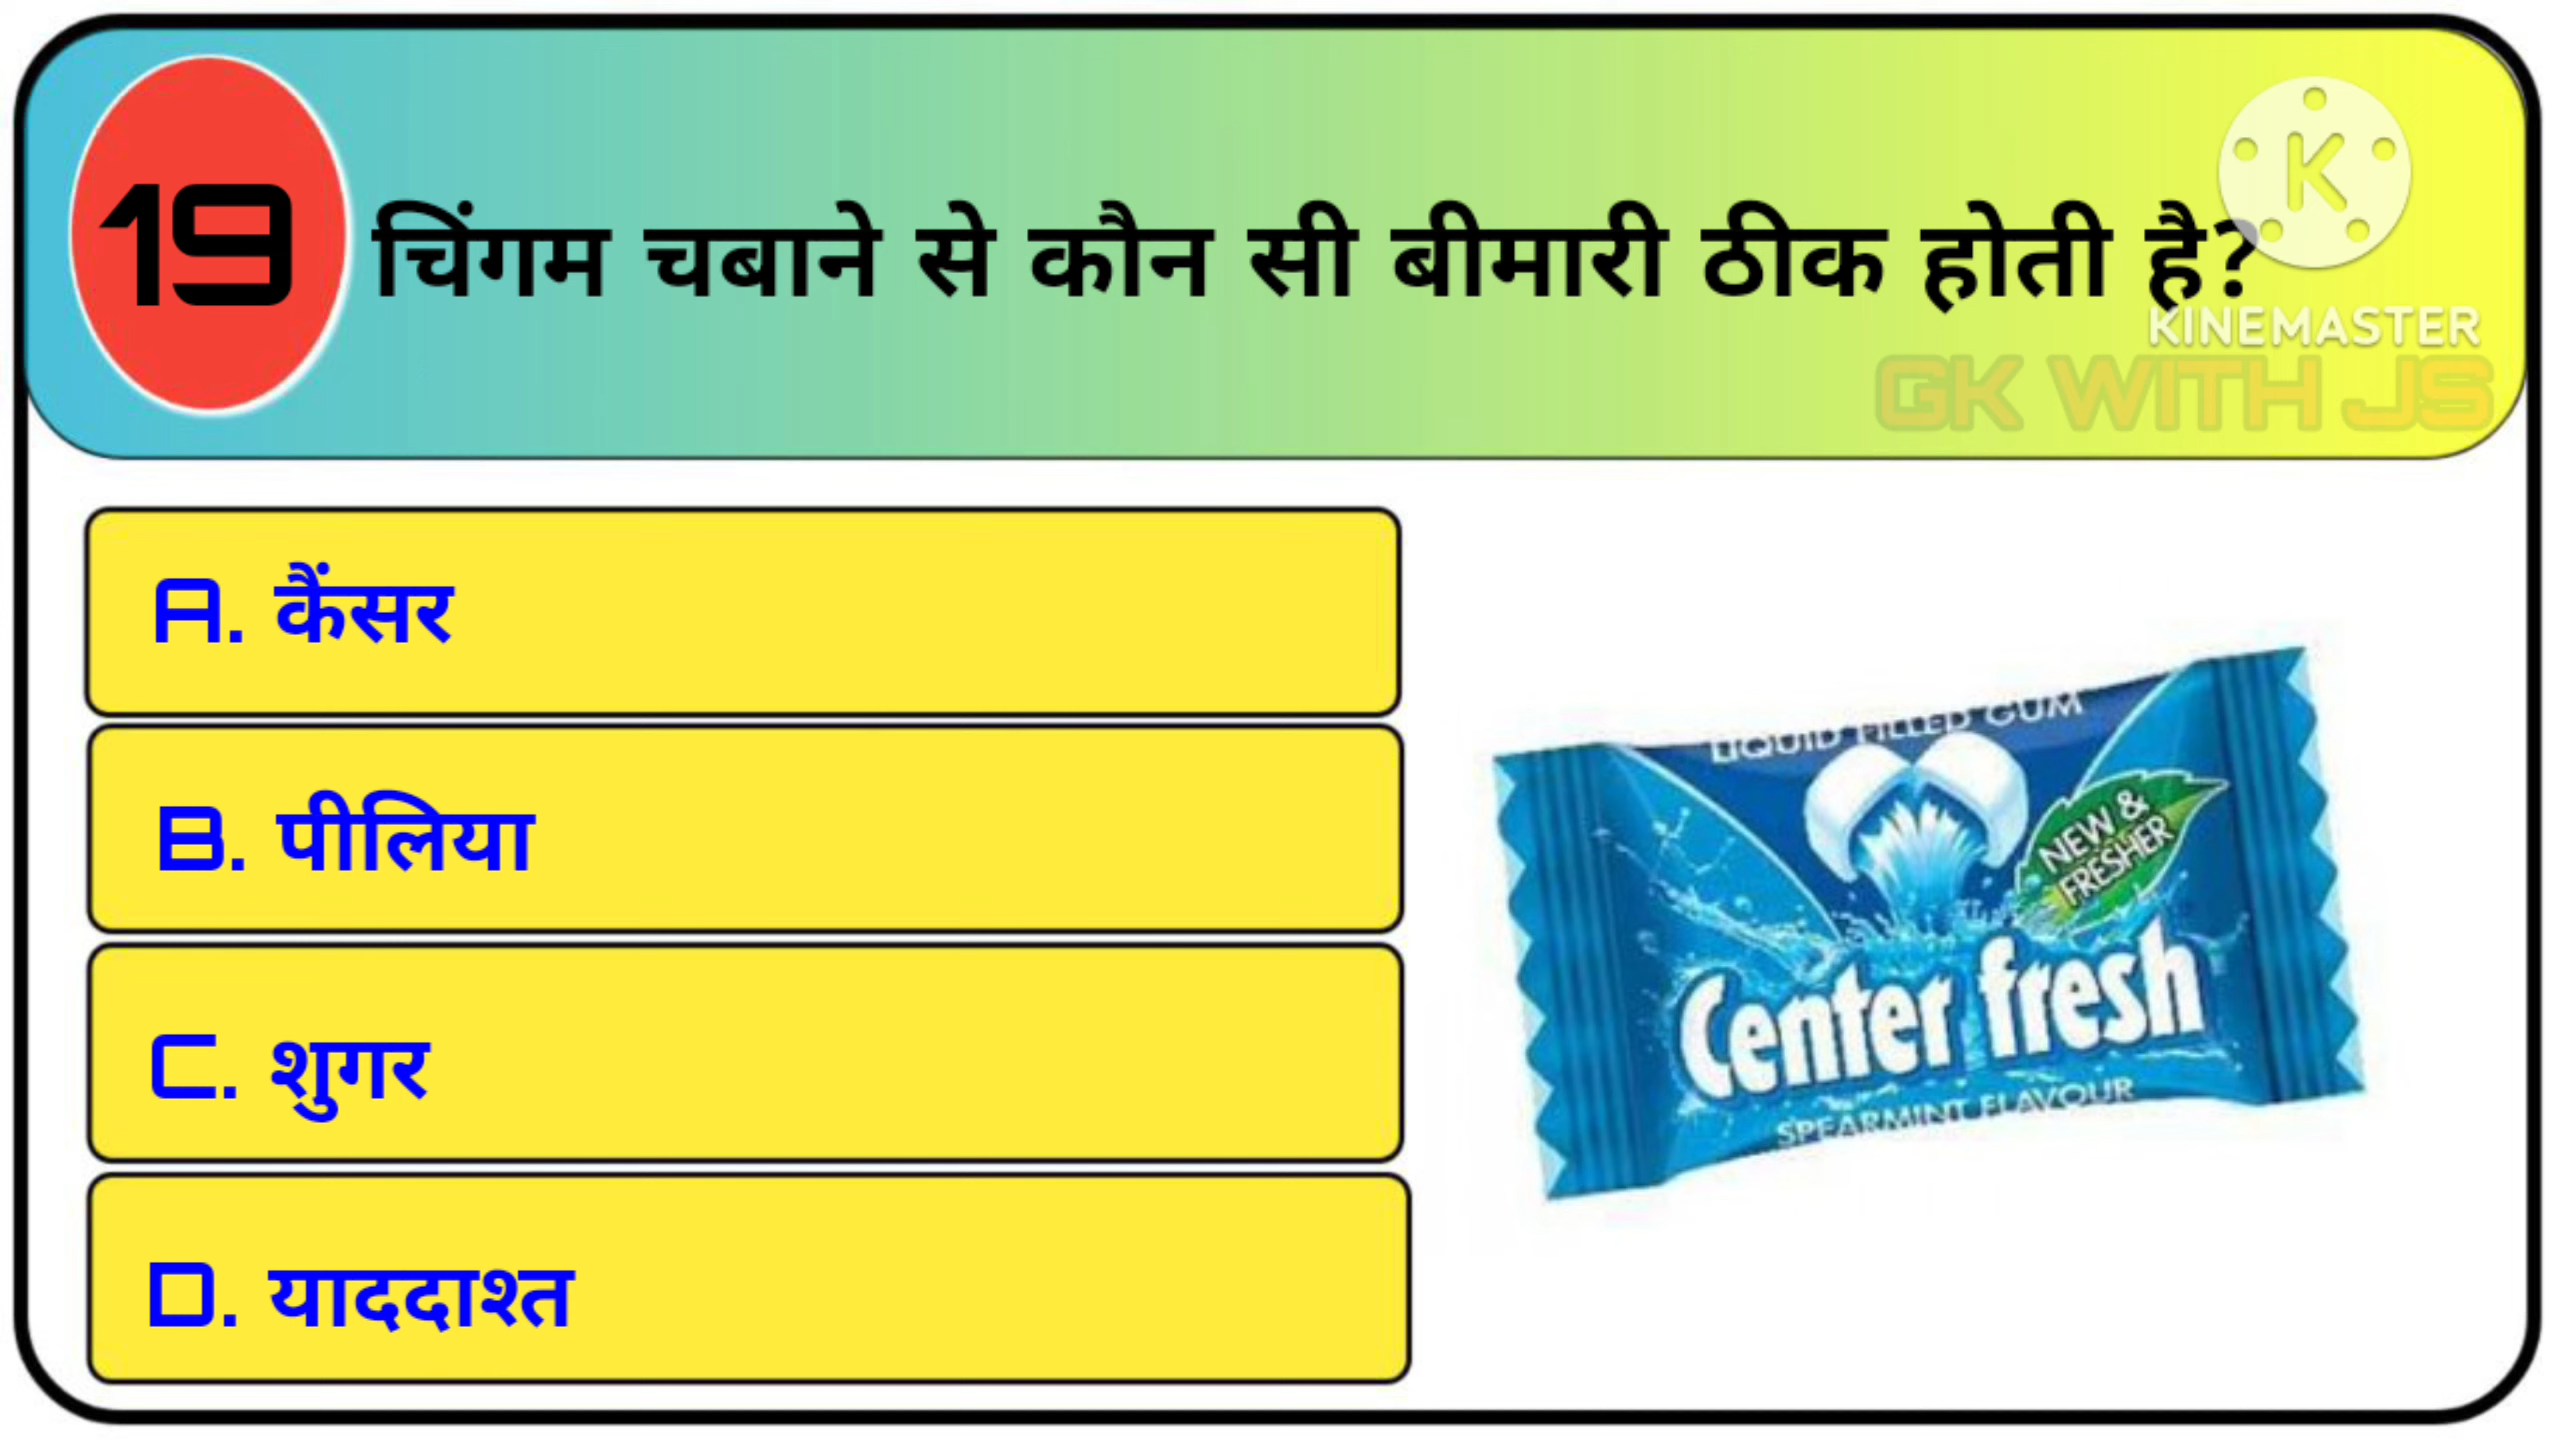 19
चिंगम चबाने से कौन सी बीमारी ठीक होती है?
K
KINEMASTER
GK WITH JS
A. कैंसर
B. पीलिया
C. शुगर
D. याददाश्त
LIQUID FILLED GUM
NEW &
FRESHER
Center fresh
SPEARMINT FLAVOUR